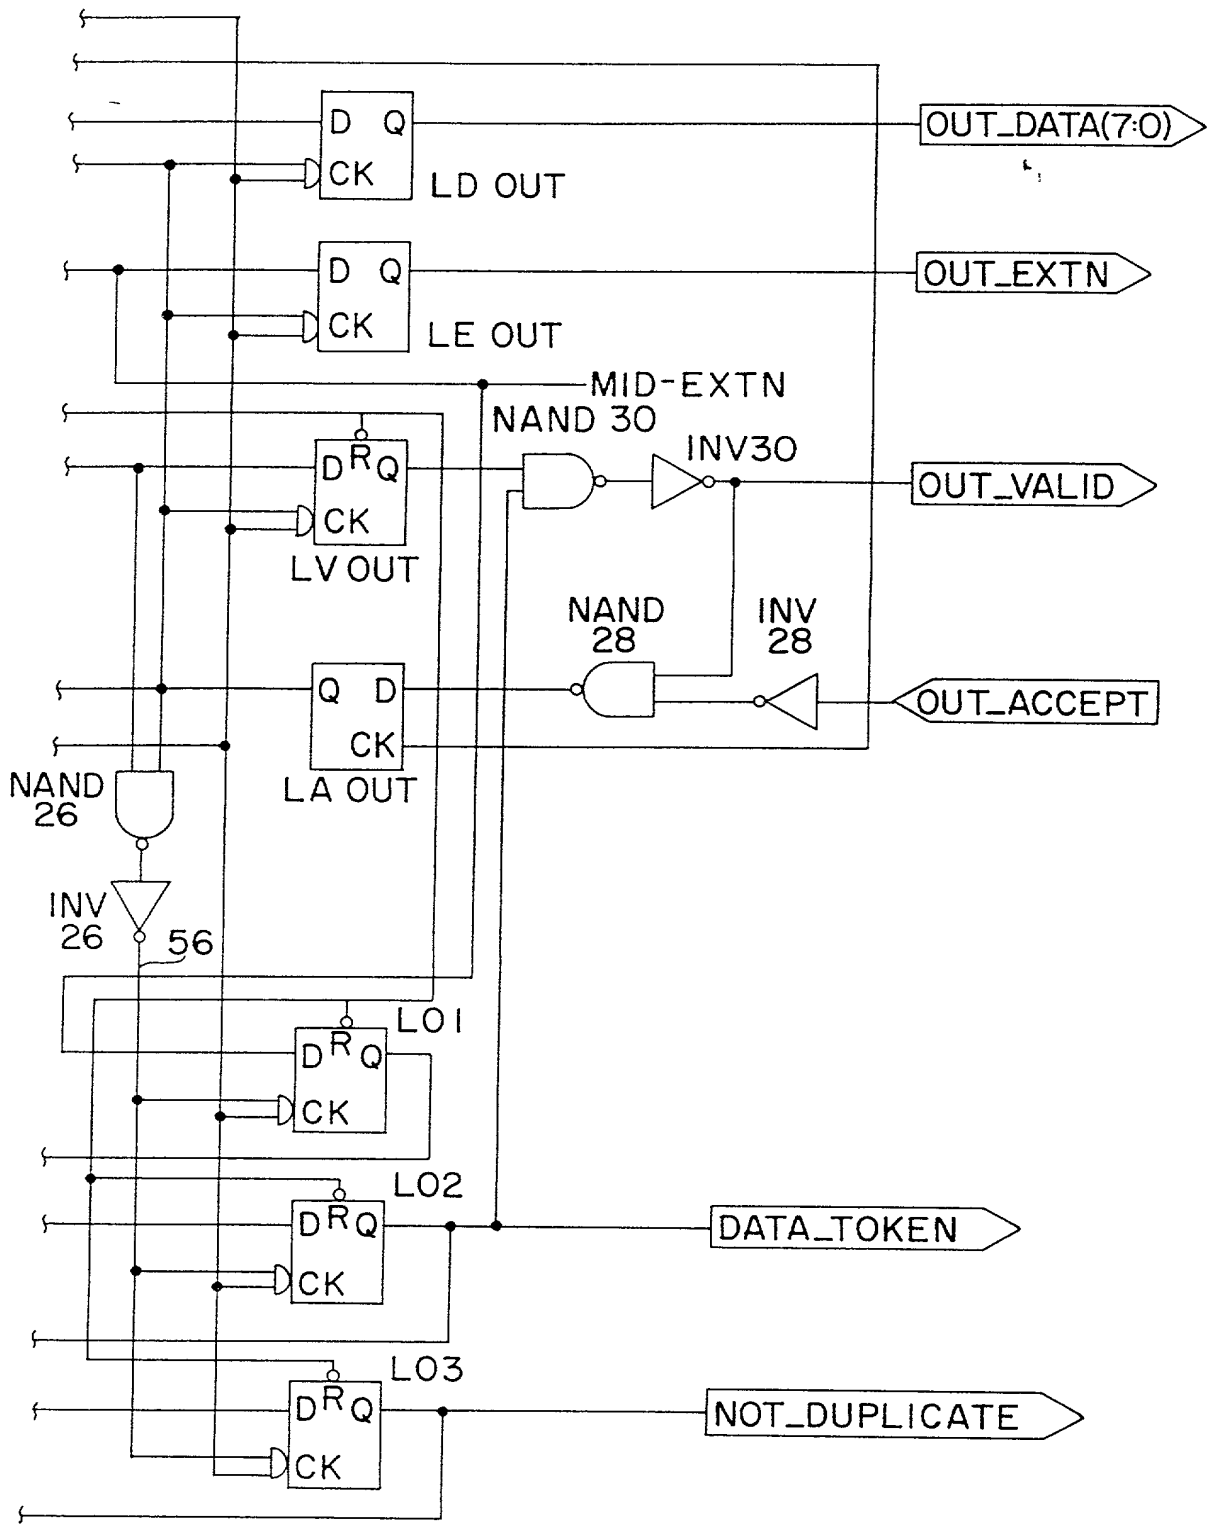 D Q
OUT_DATA(7:0)
CK
LD OUT
D Q
OUT_EXTN
CK
LE OUT
MID-EXTN
NAND 30
INV30
D R Q
OUT_VALID
CK
LV OUT
NAND
28
INV
28
Q D
OUT_ACCEPT
CK
LA OUT
NAND
26
INV
26
56
LO1
D R Q
CK
LO2
D R Q
DATA_TOKEN
CK
LO3
D R Q
NOT_DUPLICATE
CK